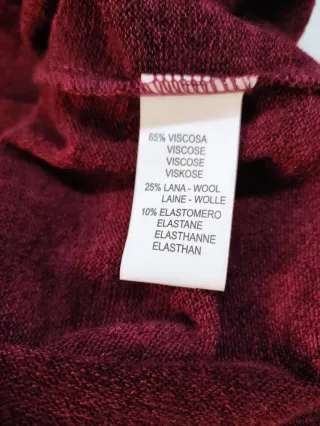 65% VISCOSA
VISCOSE
VISCOSE
VISKOSE
25% LANA - WOOL
LAINE - WOLLE
10% ELASTOMERO
ELASTANE
ELASTHANNE
ELASTHAN